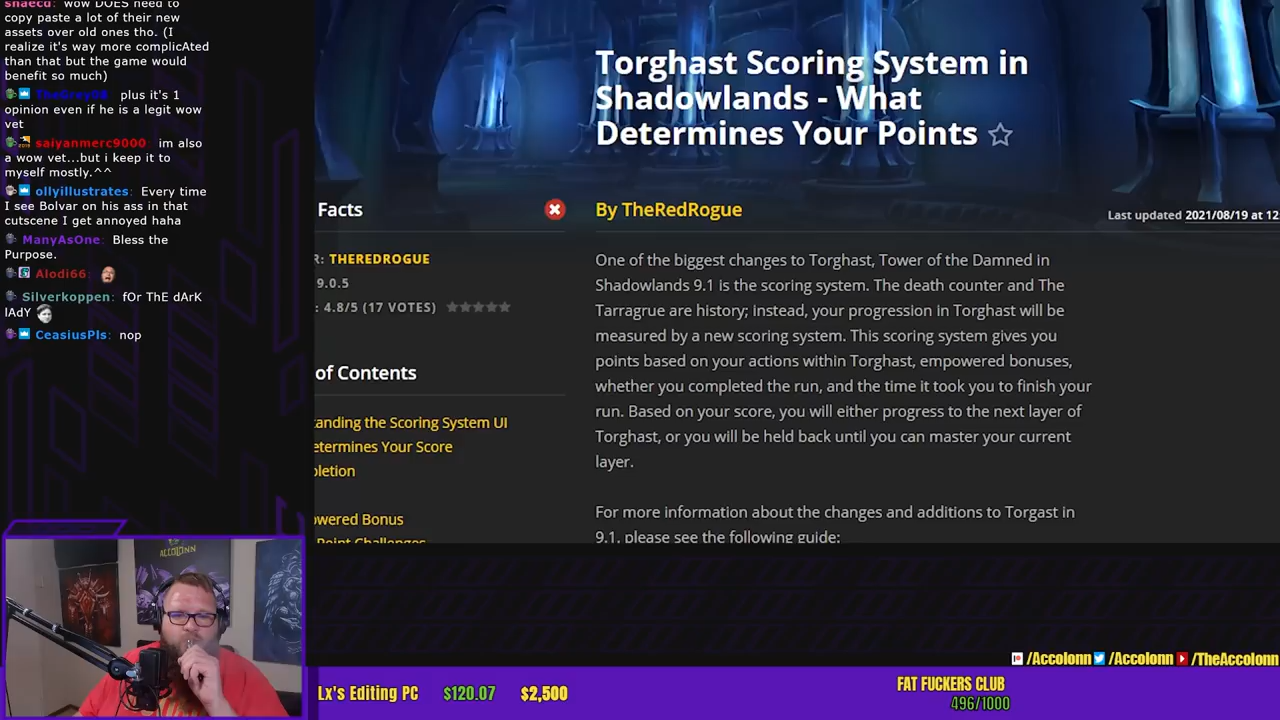 shaecd: wow DOES need to
copy paste a lot of their new
assets over old ones tho. (I
realize it's way more complicAted
than that but the game would
benefit so much)
TheGrey08 plus it's 1
opinion even if he is a legit wow
vet
saiyanmerc9000 im also
a wow vet...but i keep it to
myself mostly.^^
ollyillustrates: Every time
I see Bolvar on his ass in that
cutscene I get annoyed haha
ManyAsOne: Bless the
Purpose.
Alodi66:
Silverkoppen: fOr ThE dArK
lAdY
CeasiusPls: nop
ACCOLONN
Torghast Scoring System in
Shadowlands - What
Determines Your Points
Facts
By TheRedRogue
Last updated 2021/08/19 at 12
R: THEREDROGUE
9.0.5
: 4.8/5 (17 VOTES)
of Contents
anding the Scoring System UI
etermines Your Score
pletion
owered Bonus
Point Challenges
One of the biggest changes to Torghast, Tower of the Damned in
Shadowlands 9.1 is the scoring system. The death counter and The
Tarragrue are history; instead, your progression in Torghast will be
measured by a new scoring system. This scoring system gives you
points based on your actions within Torghast, empowered bonuses,
whether you completed the run, and the time it took you to finish your
run. Based on your score, you will either progress to the next layer of
Torghast, or you will be held back until you can master your current
layer.
For more information about the changes and additions to Torgast in
9.1, please see the following guide:
/Accolonn /Accolonn /TheAccolonn
Lx's Editing PC $120.07 $2,500
FAT FUCKERS CLUB
496/1000